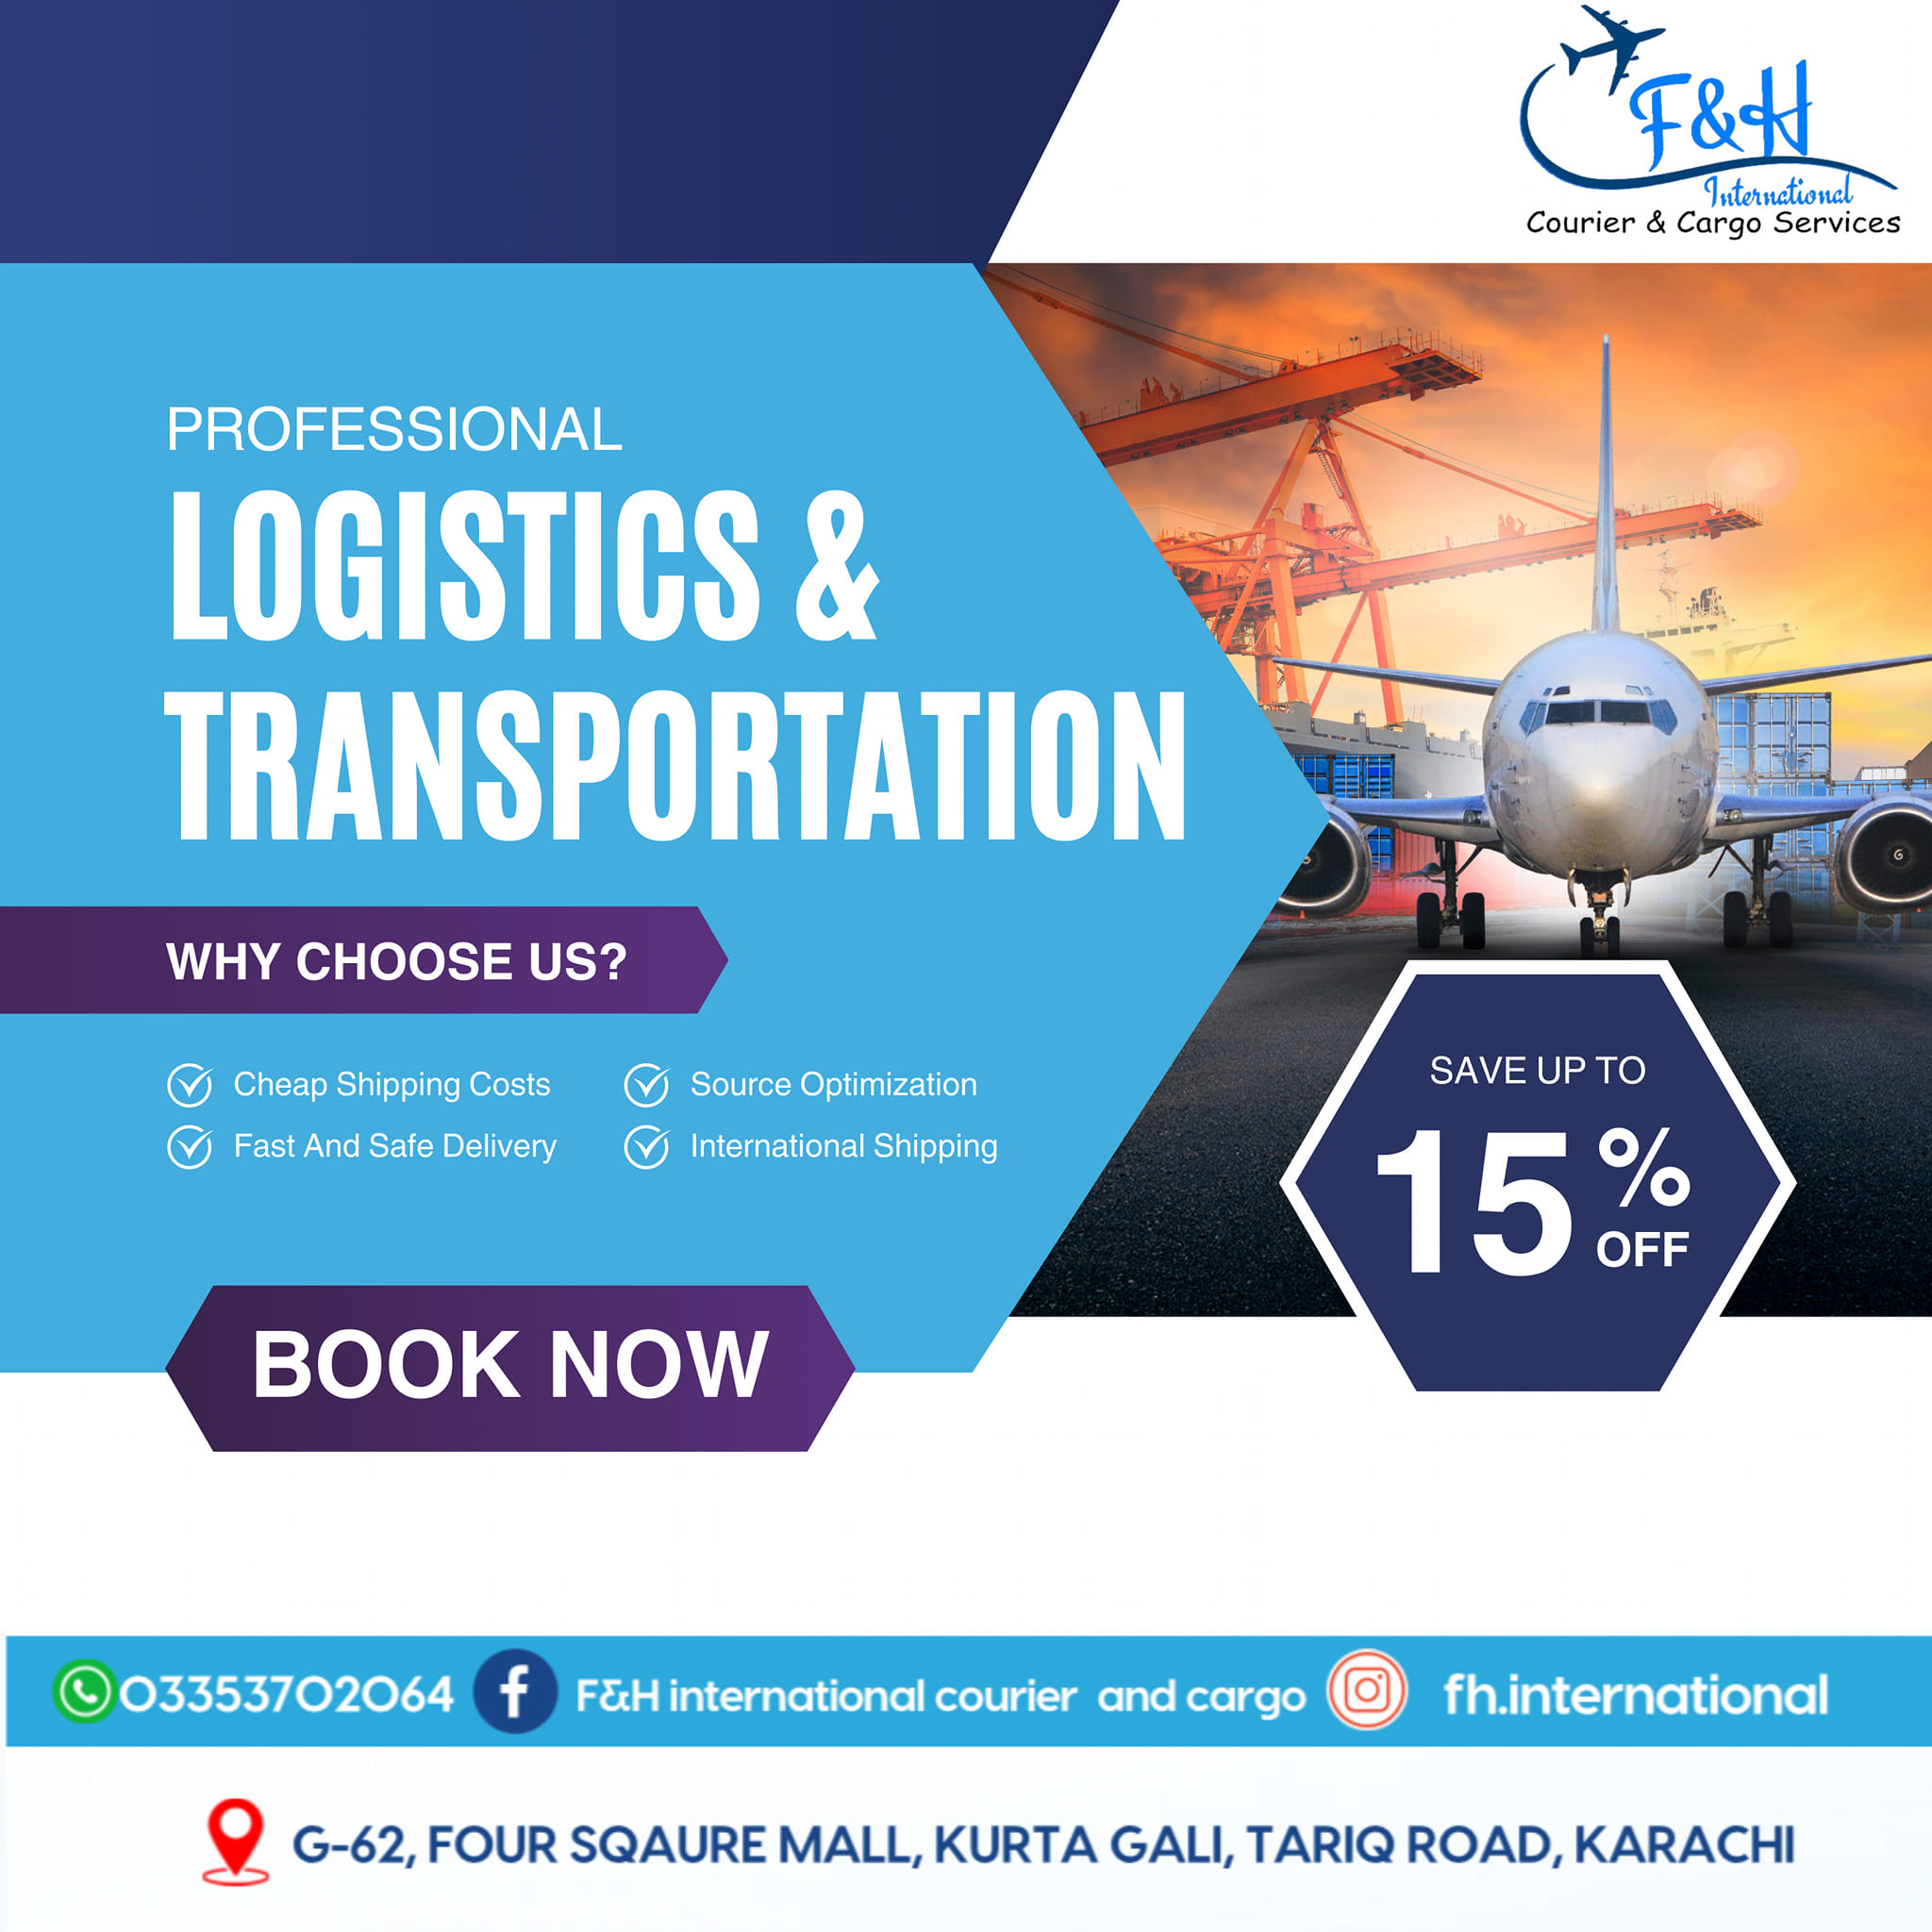 F&H
International
Courier & Cargo Services
PROFESSIONAL
LOGISTICS &
TRANSPORTATION
WHY CHOOSE US?
Cheap Shipping Costs
Source Optimization
Fast And Safe Delivery
International Shipping
SAVE UP TO
15% OFF
BOOK NOW
03353702064 F&H international courier and cargo fh.international
G-62, FOUR SQAURE MALL, KURTA GALI, TARIQ ROAD, KARACHI